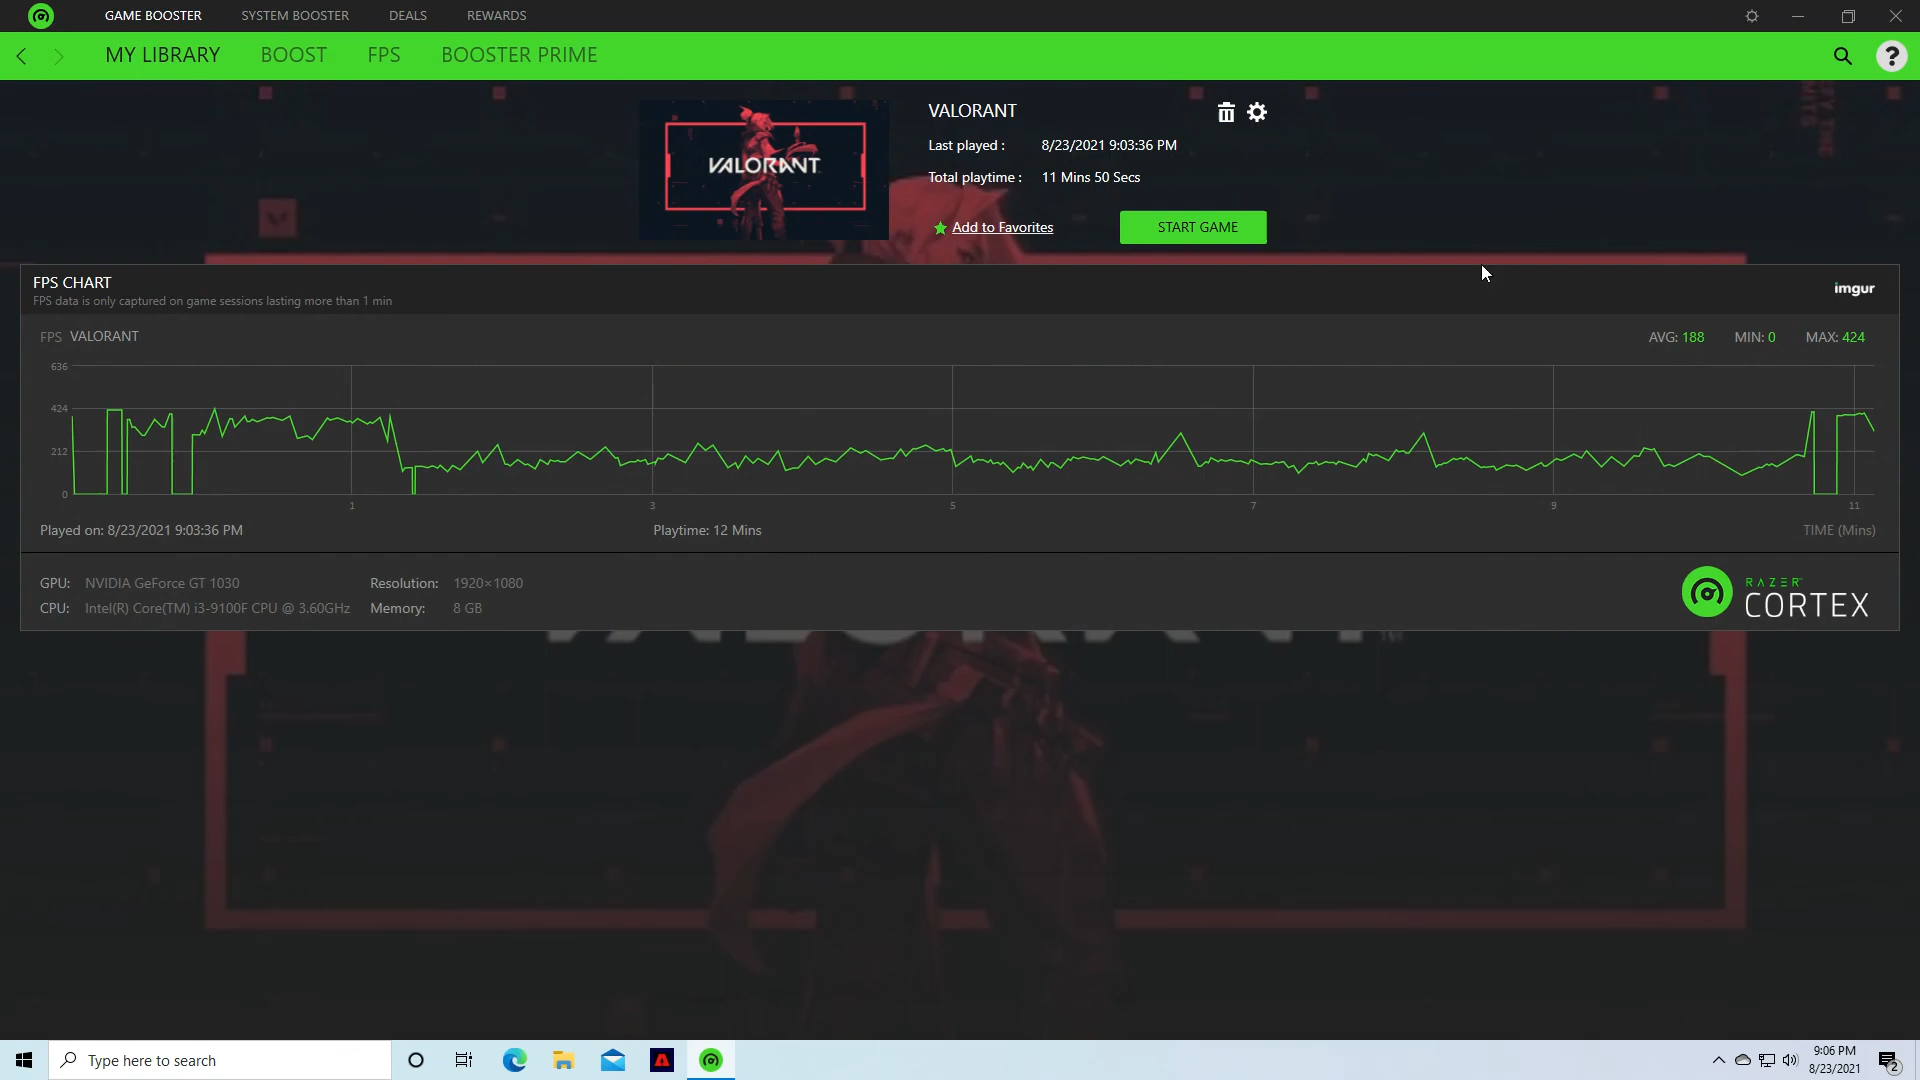 GAME BOOSTER SYSTEM BOOSTER DEALS REWARDS
MY LIBRARY BOOST FPS BOOSTER PRIME ?
VALORANT
VALORANT
Last played : 8/23/2021 9:03:36 PM
Total playtime : 11 Mins 50 Secs
Add to Favorites START GAME
FPS CHART
FPS data is only captured on game sessions lasting more than 1 min
imgur
FPS VALORANT AVG: 188 MIN: 0 MAX: 424
636
424
212
0
1 3 5 7 9 11
Played on: 8/23/2021 9:03:36 PM Playtime: 12 Mins TIME (Mins)
GPU: NVIDIA GeForce GT 1030 Resolution: 1920×1080
CPU: Intel(R) Core(TM) i3-9100F CPU @ 3.60GHz Memory: 8 GB
RAZER™
CORTEX
Type here to search
9:06 PM
8/23/2021
2